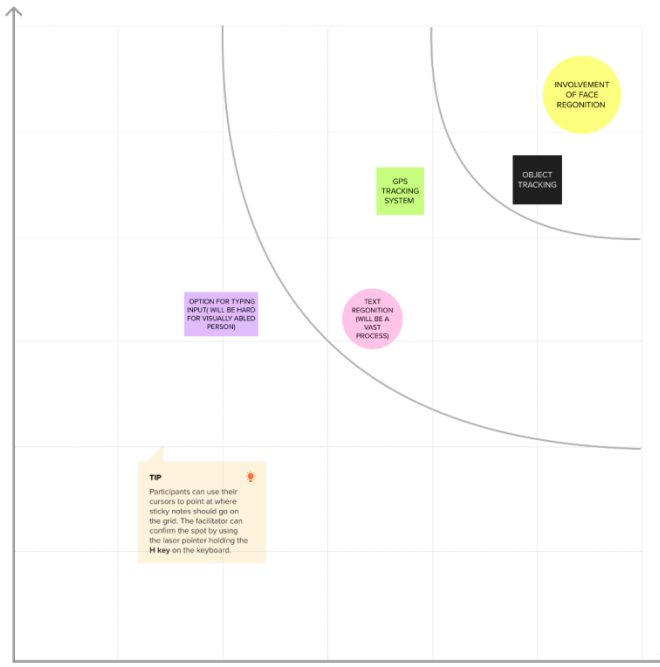 INVOLVEMENT
OF FACE
REGONITION
OBJECT
TRACKING
GPS
TRACKING
SYSTEM
OPTION FOR TYPING
INPUT( WILL BE HARD
FOR VISUALLY ABLED
PERSON)
TEXT
REGONITION
(WILL BE A
VAST
PROCESS)
TIP
Participants can use their
cursors to point at where
sticky notes should go on
the grid. The facilitator can
confirm the spot by using
the laser pointer holding the
H key on the keyboard.